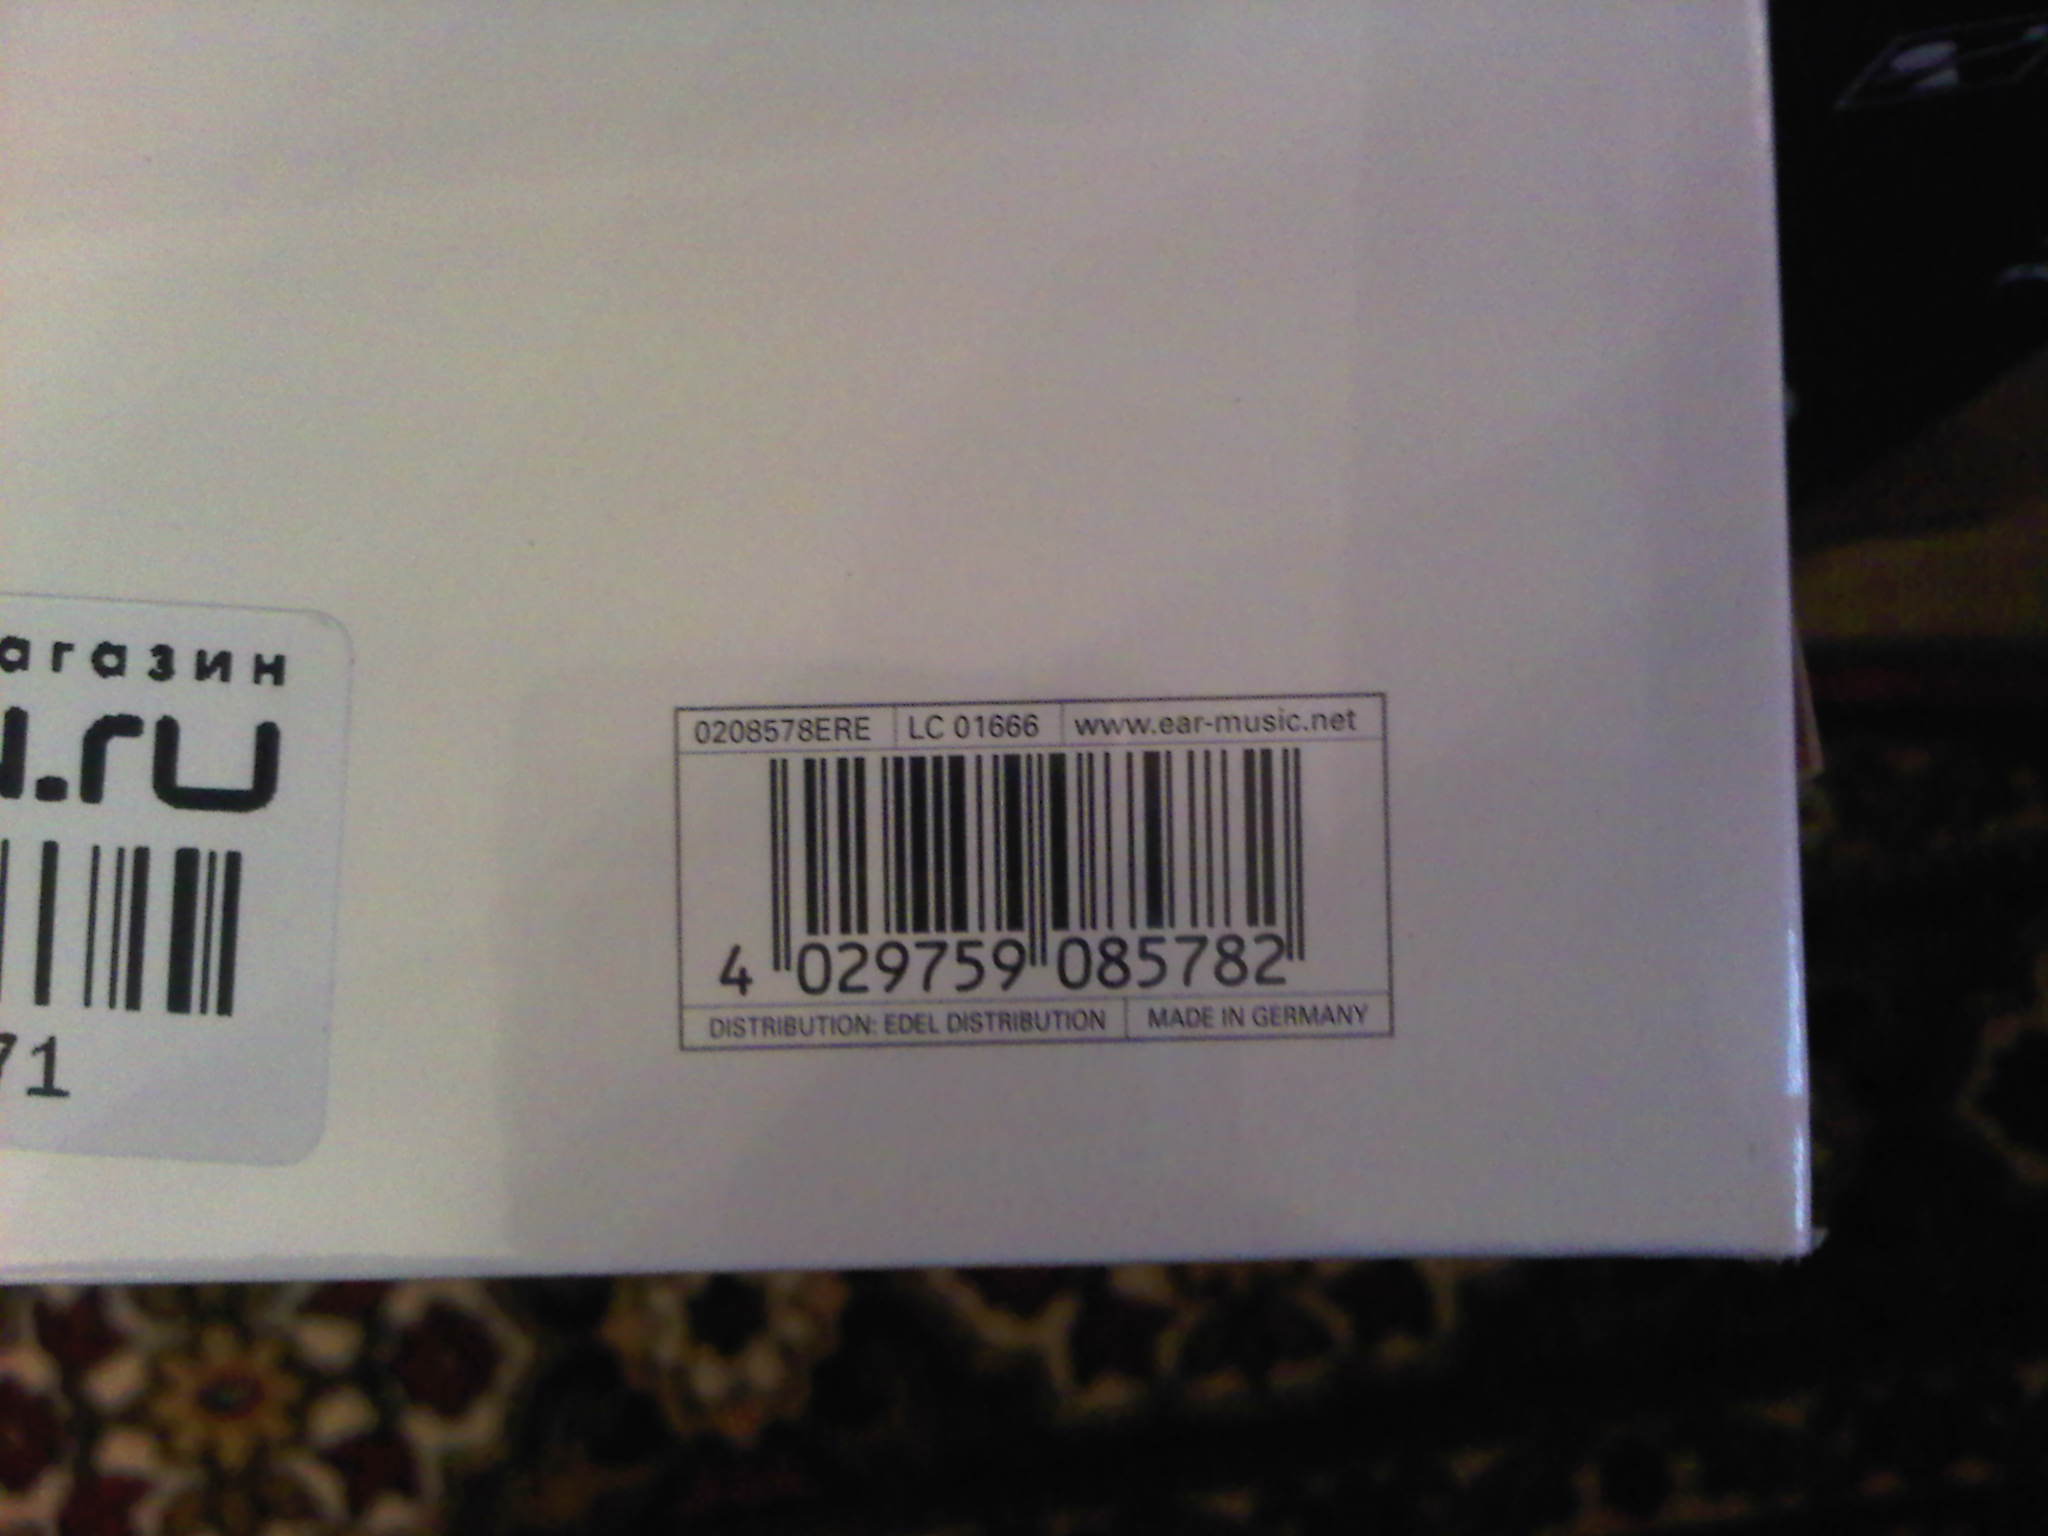 агазин
.ru
71
0208578ERE LC 01666 www.ear-music.net
4 029759 085782
DISTRIBUTION: EDEL DISTRIBUTION MADE IN GERMANY